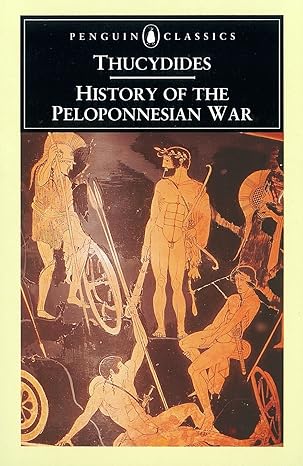 PENGUIN CLASSICS
THUCYDIDES
HISTORY OF THE
PELOPONNESIAN WAR